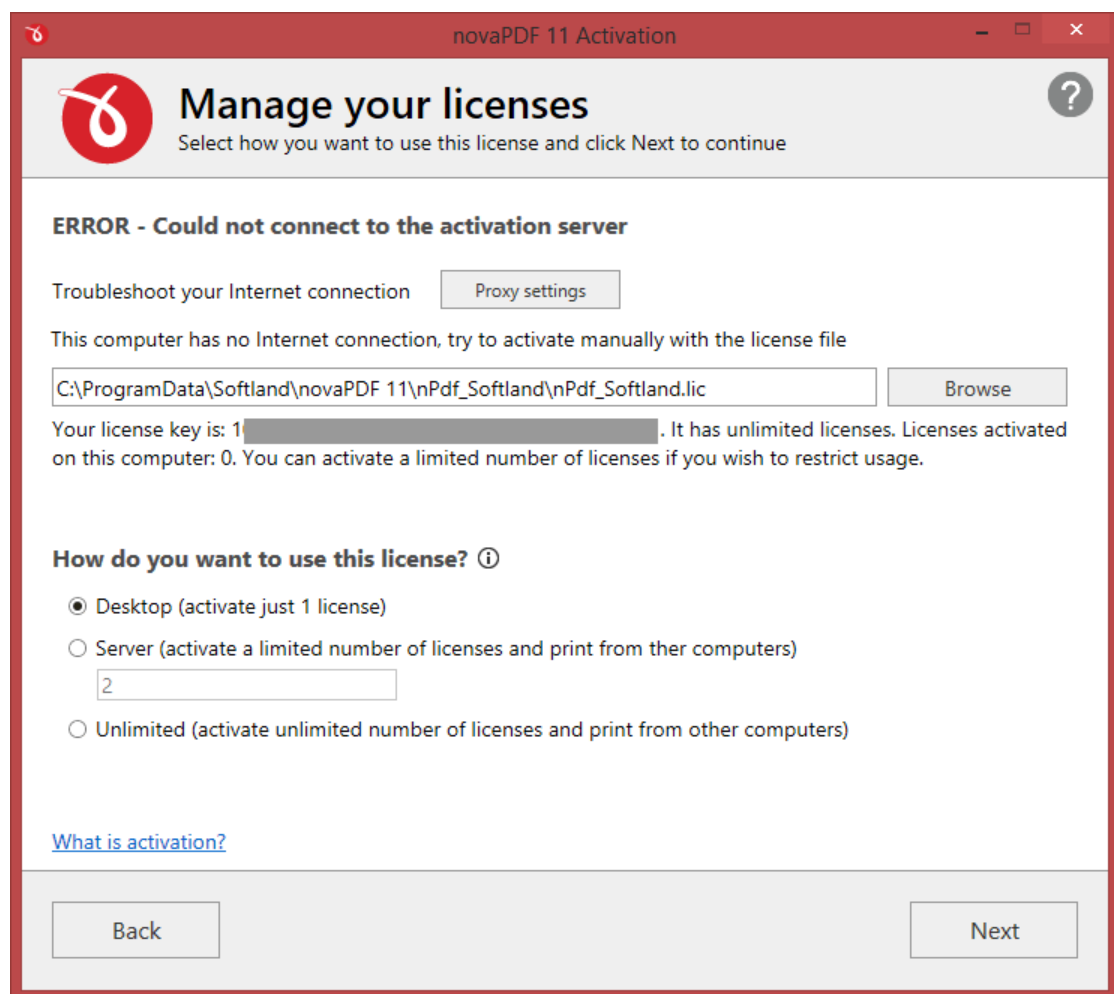 novaPDF 11 Activation
Manage your licenses
Select how you want to use this license and click Next to continue
?
ERROR - Could not connect to the activation server
Troubleshoot your Internet connection Proxy settings
This computer has no Internet connection, try to activate manually with the license file
C:\ProgramData\Softland\novaPDF 11\nPdf_Softland\nPdf_Softland.lic Browse
Your license key is: 1 . It has unlimited licenses. Licenses activated
on this computer: 0. You can activate a limited number of licenses if you wish to restrict usage.
How do you want to use this license?
Desktop (activate just 1 license)
Server (activate a limited number of licenses and print from ther computers)
2
Unlimited (activate unlimited number of licenses and print from other computers)
What is activation?
Back Next